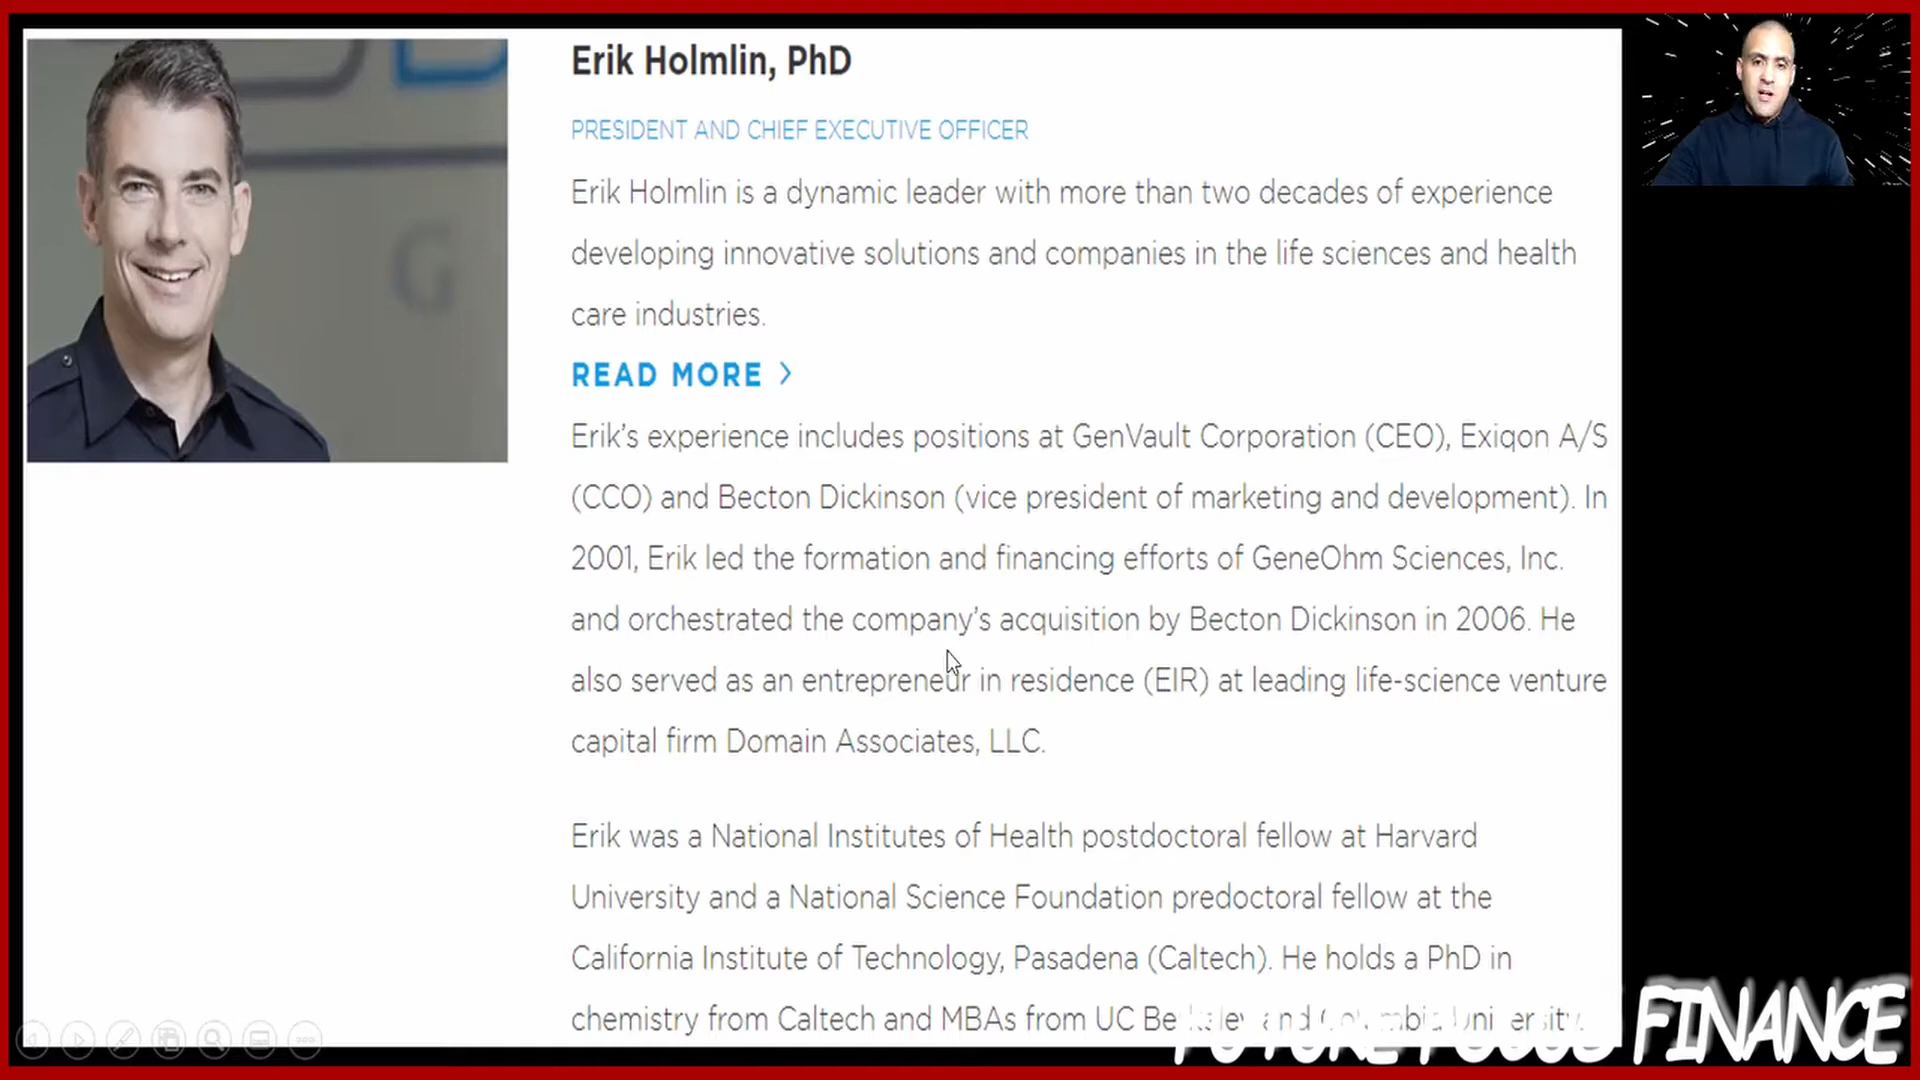 Erik Holmlin, PhD
PRESIDENT AND CHIEF EXECUTIVE OFFICER
Erik Holmlin is a dynamic leader with more than two decades of experience
developing innovative solutions and companies in the life sciences and health
care industries.
READ MORE >
Erik’s experience includes positions at GenVault Corporation (CEO), Exiqon A/S
(CCO) and Becton Dickinson (vice president of marketing and development). In
2001, Erik led the formation and financing efforts of GeneOhm Sciences, Inc.
and orchestrated the company’s acquisition by Becton Dickinson in 2006. He
also served as an entrepreneur in residence (EIR) at leading life-science venture
capital firm Domain Associates, LLC.
Erik was a National Institutes of Health postdoctoral fellow at Harvard
University and a National Science Foundation predoctoral fellow at the
California Institute of Technology, Pasadena (Caltech). He holds a PhD in
chemistry from Caltech and MBAs from UC Berkeley and Columbia University.
FUTURE FOCUS FINANCE
G